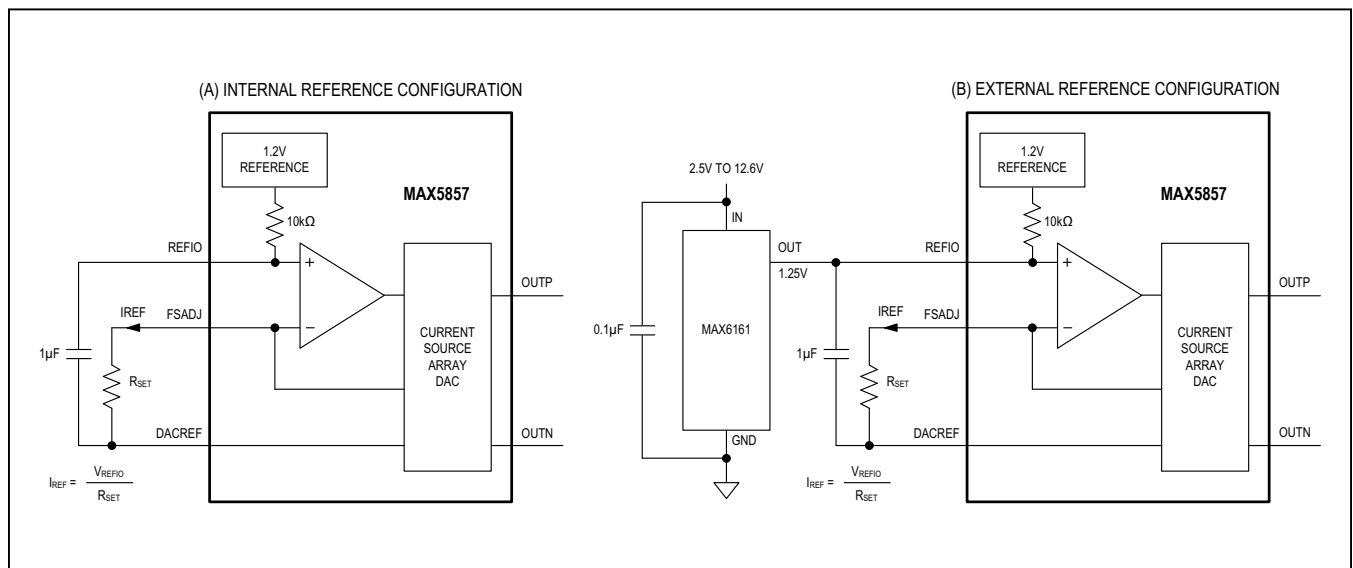 (A) INTERNAL REFERENCE CONFIGURATION
1.2V
REFERENCE
MAX5857
10kΩ
REFIO
OUTP
IREF
FSADJ
CURRENT
SOURCE
ARRAY
DAC
1µF
RSET
DACREF
OUTN
IREF = VREFIO
RSET
2.5V TO 12.6V
IN
OUT
1.25V
0.1µF
MAX6161
GND
(B) EXTERNAL REFERENCE CONFIGURATION
1.2V
REFERENCE
MAX5857
10kΩ
REFIO
OUTP
IREF
FSADJ
CURRENT
SOURCE
ARRAY
DAC
1µF
RSET
DACREF
OUTN
IREF = VREFIO
RSET